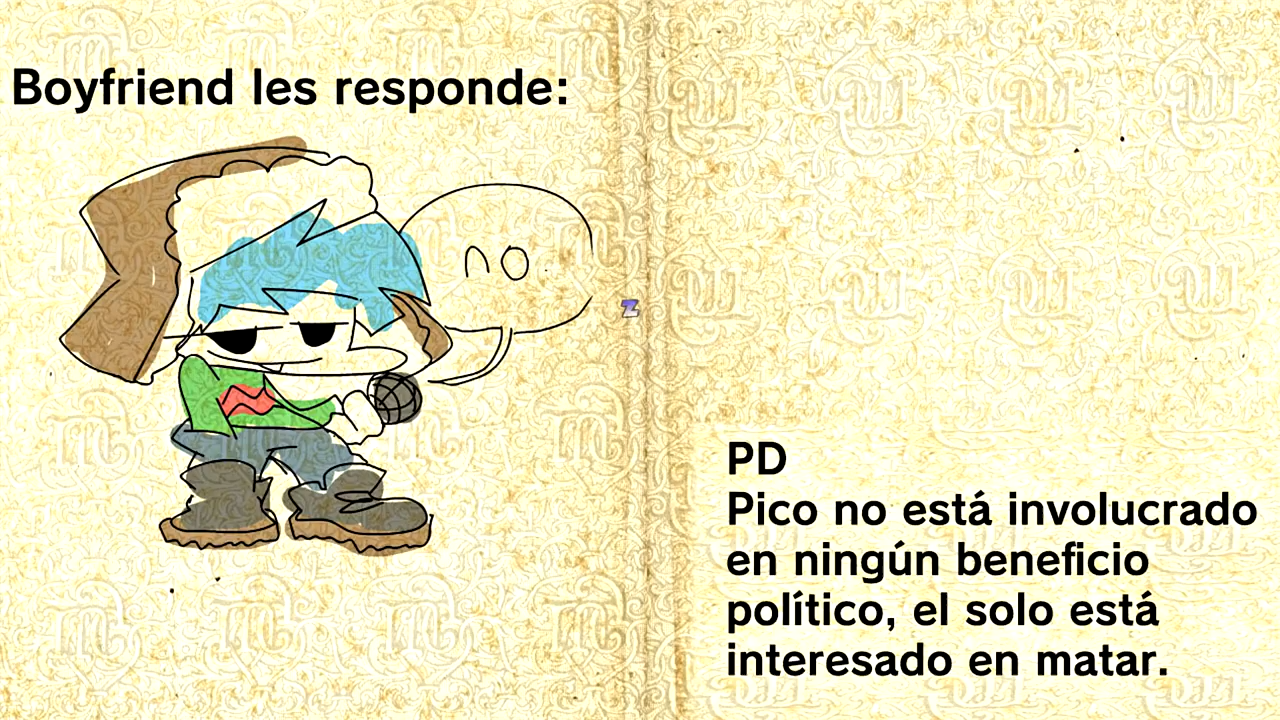 Boyfriend les responde:
no
z
PD
Pico no está involucrado
en ningún beneficio
político, el solo está
interesado en matar.